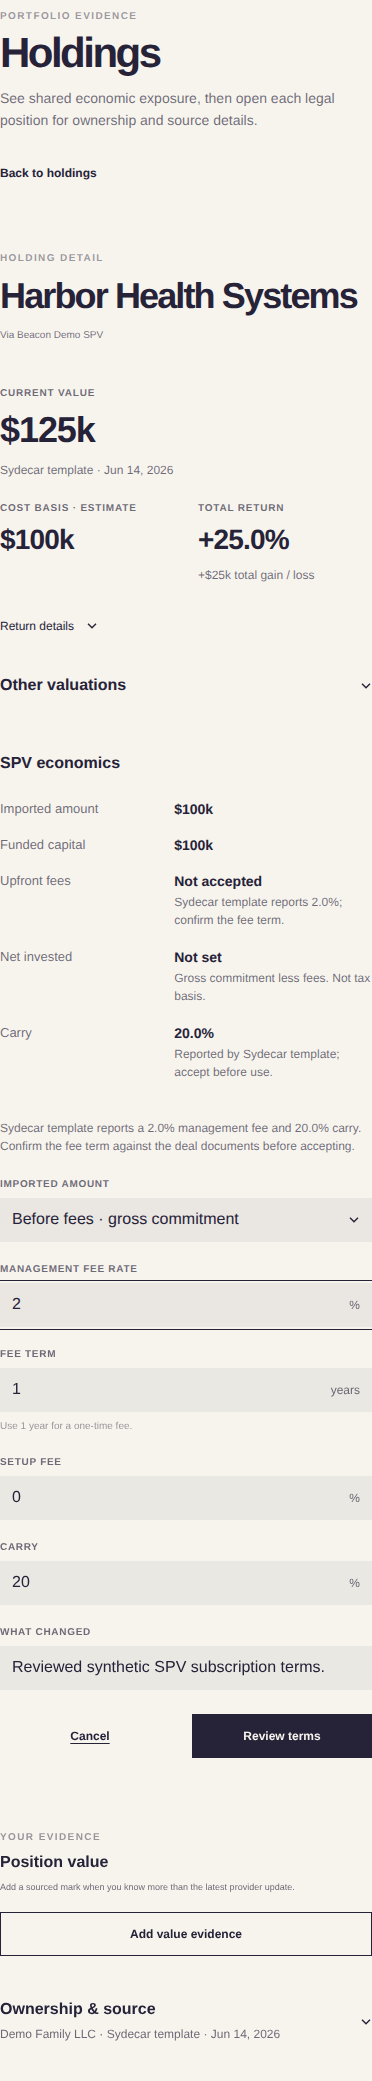 PORTFOLIO EVIDENCE
Holdings
See shared economic exposure, then open each legal
position for ownership and source details.
Back to holdings
HOLDING DETAIL
Harbor Health Systems
Via Beacon Demo SPV
CURRENT VALUE
$125k
Sydecar template · Jun 14, 2026
COST BASIS · ESTIMATE
$100k
TOTAL RETURN
+25.0%
+$25k total gain / loss
Return details
Other valuations
SPV economics
Imported amount
$100k
Funded capital
$100k
Upfront fees
Not accepted
Sydecar template reports 2.0%;
confirm the fee term.
Net invested
Not set
Gross commitment less fees. Not tax
basis.
Carry
20.0%
Reported by Sydecar template;
accept before use.
Sydecar template reports a 2.0% management fee and 20.0% carry.
Confirm the fee term against the deal documents before accepting.
IMPORTED AMOUNT
Before fees · gross commitment
MANAGEMENT FEE RATE
2 %
FEE TERM
1 years
Use 1 year for a one-time fee.
SETUP FEE
0 %
CARRY
20 %
WHAT CHANGED
Reviewed synthetic SPV subscription terms.
Cancel
Review terms
YOUR EVIDENCE
Position value
Add a sourced mark when you know more than the latest provider update.
Add value evidence
Ownership & source
Demo Family LLC · Sydecar template · Jun 14, 2026